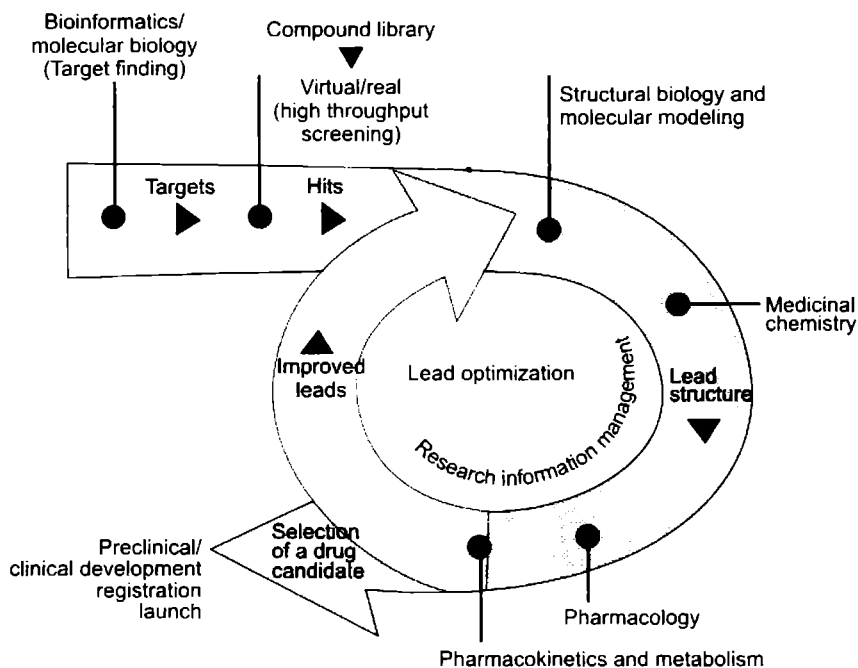 Bioinformatics/
molecular biology
(Target finding)
Compound library
Virtual/real
(high throughput
screening)
Structural biology and
molecular modeling
Targets
Hits
Medicinal
chemistry
Improved
leads
Lead optimization
Research information management
Lead
structure
Selection
of a drug
candidate
Preclinical/
clinical development
registration
launch
Pharmacology
Pharmacokinetics and metabolism